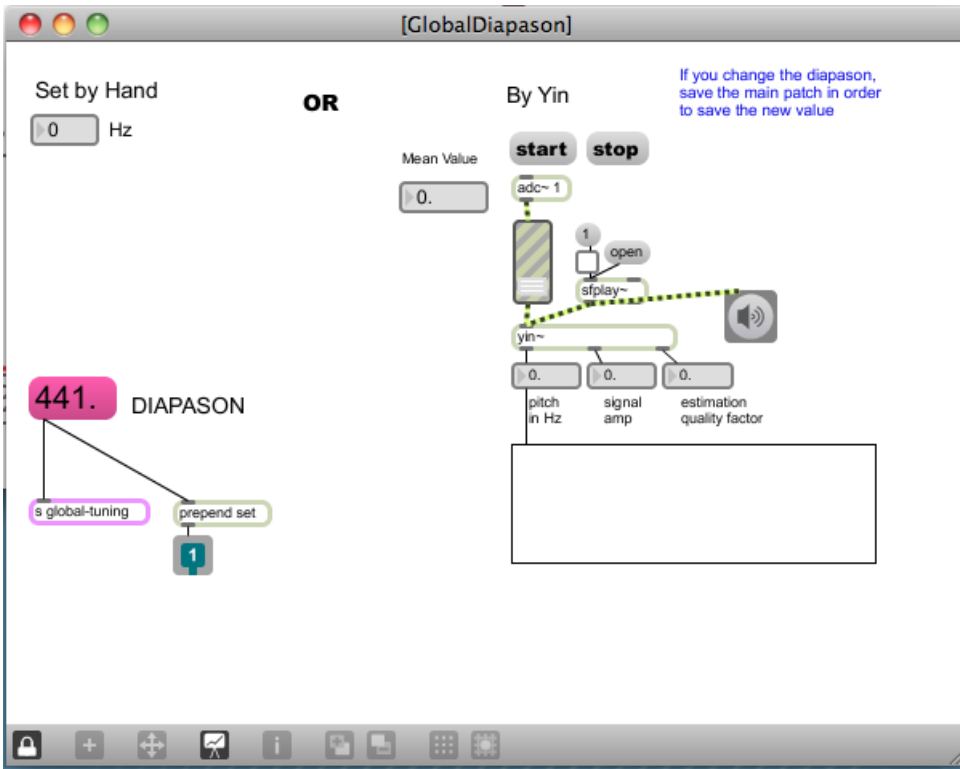 [GlobalDiapason]
Set by Hand
OR
By Yin
If you change the diapason,
save the main patch in order
to save the new value
0
Hz
Mean Value
0.
start
stop
adc~ 1
1
open
sfplay~
yin~
0.
0.
0.
pitch
in Hz
signal
amp
estimation
quality factor
441.
DIAPASON
s global-tuning
prepend set
1